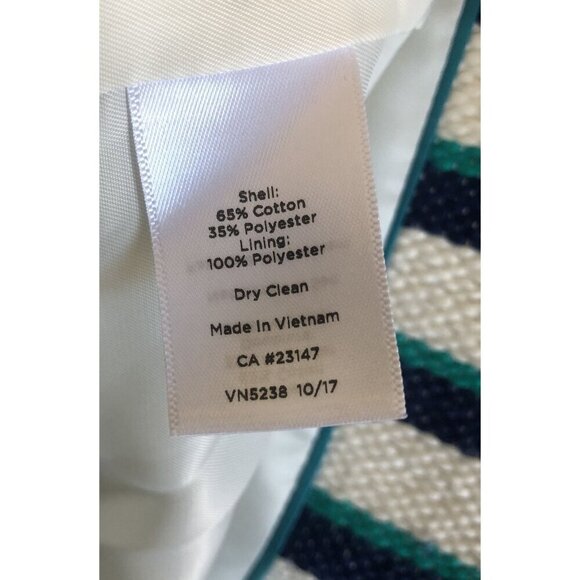 Shell:
65% Cotton
35% Polyester
Lining:
100% Polyester
Dry Clean
Made In Vietnam
CA #23147
VN5238 10/17